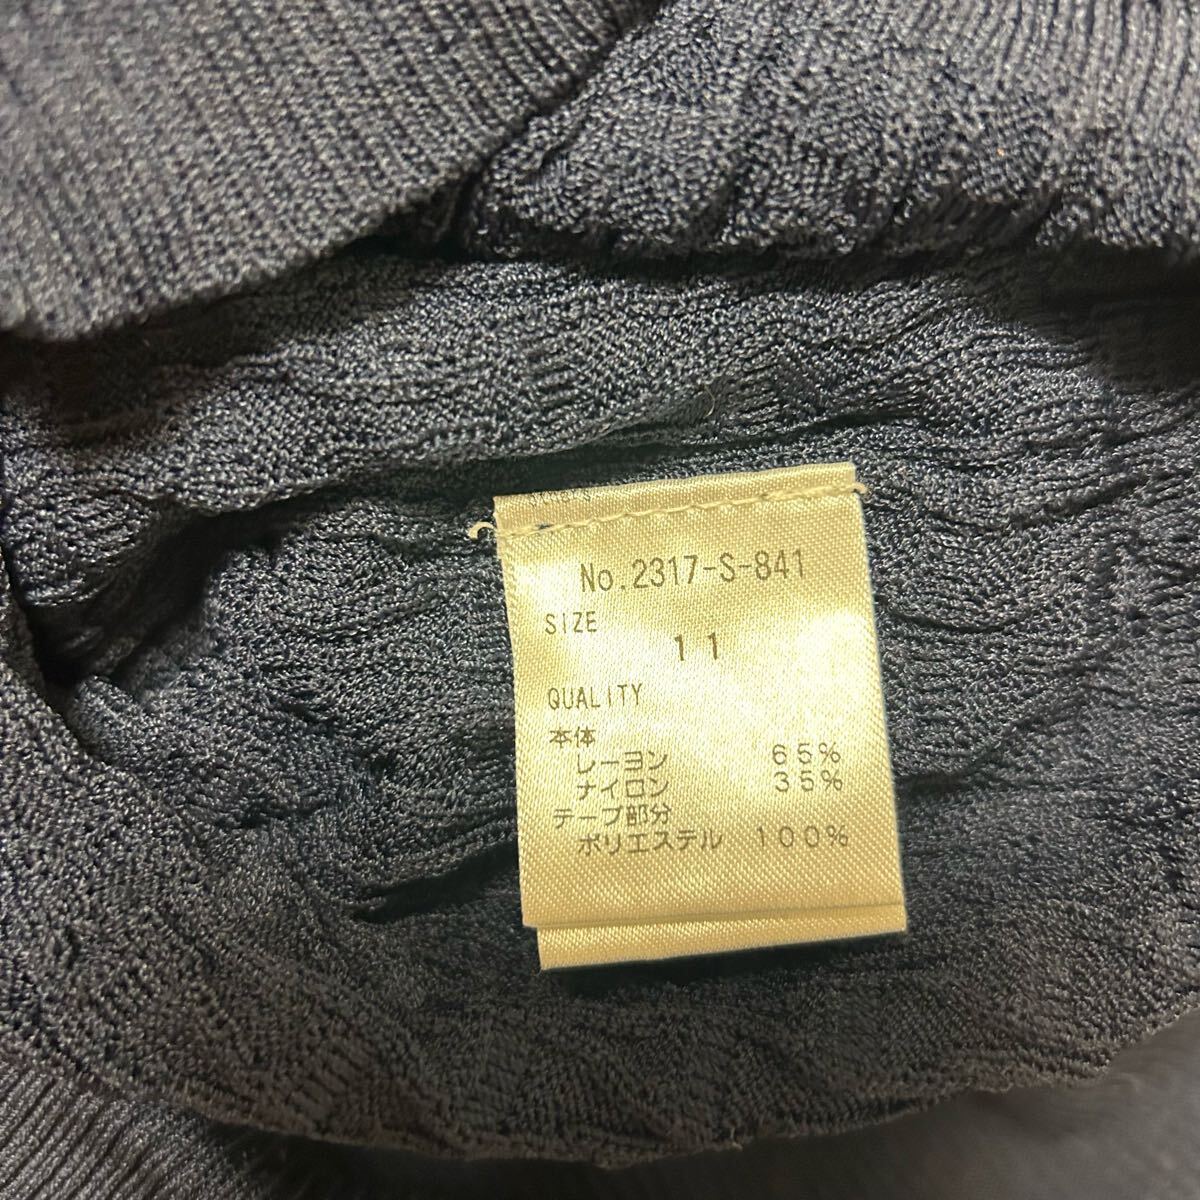 No.2317-S-841
SIZE
11
QUALITY
本体
レーヨン 65%
ナイロン 35%
テープ部分
ポリエステル 100%